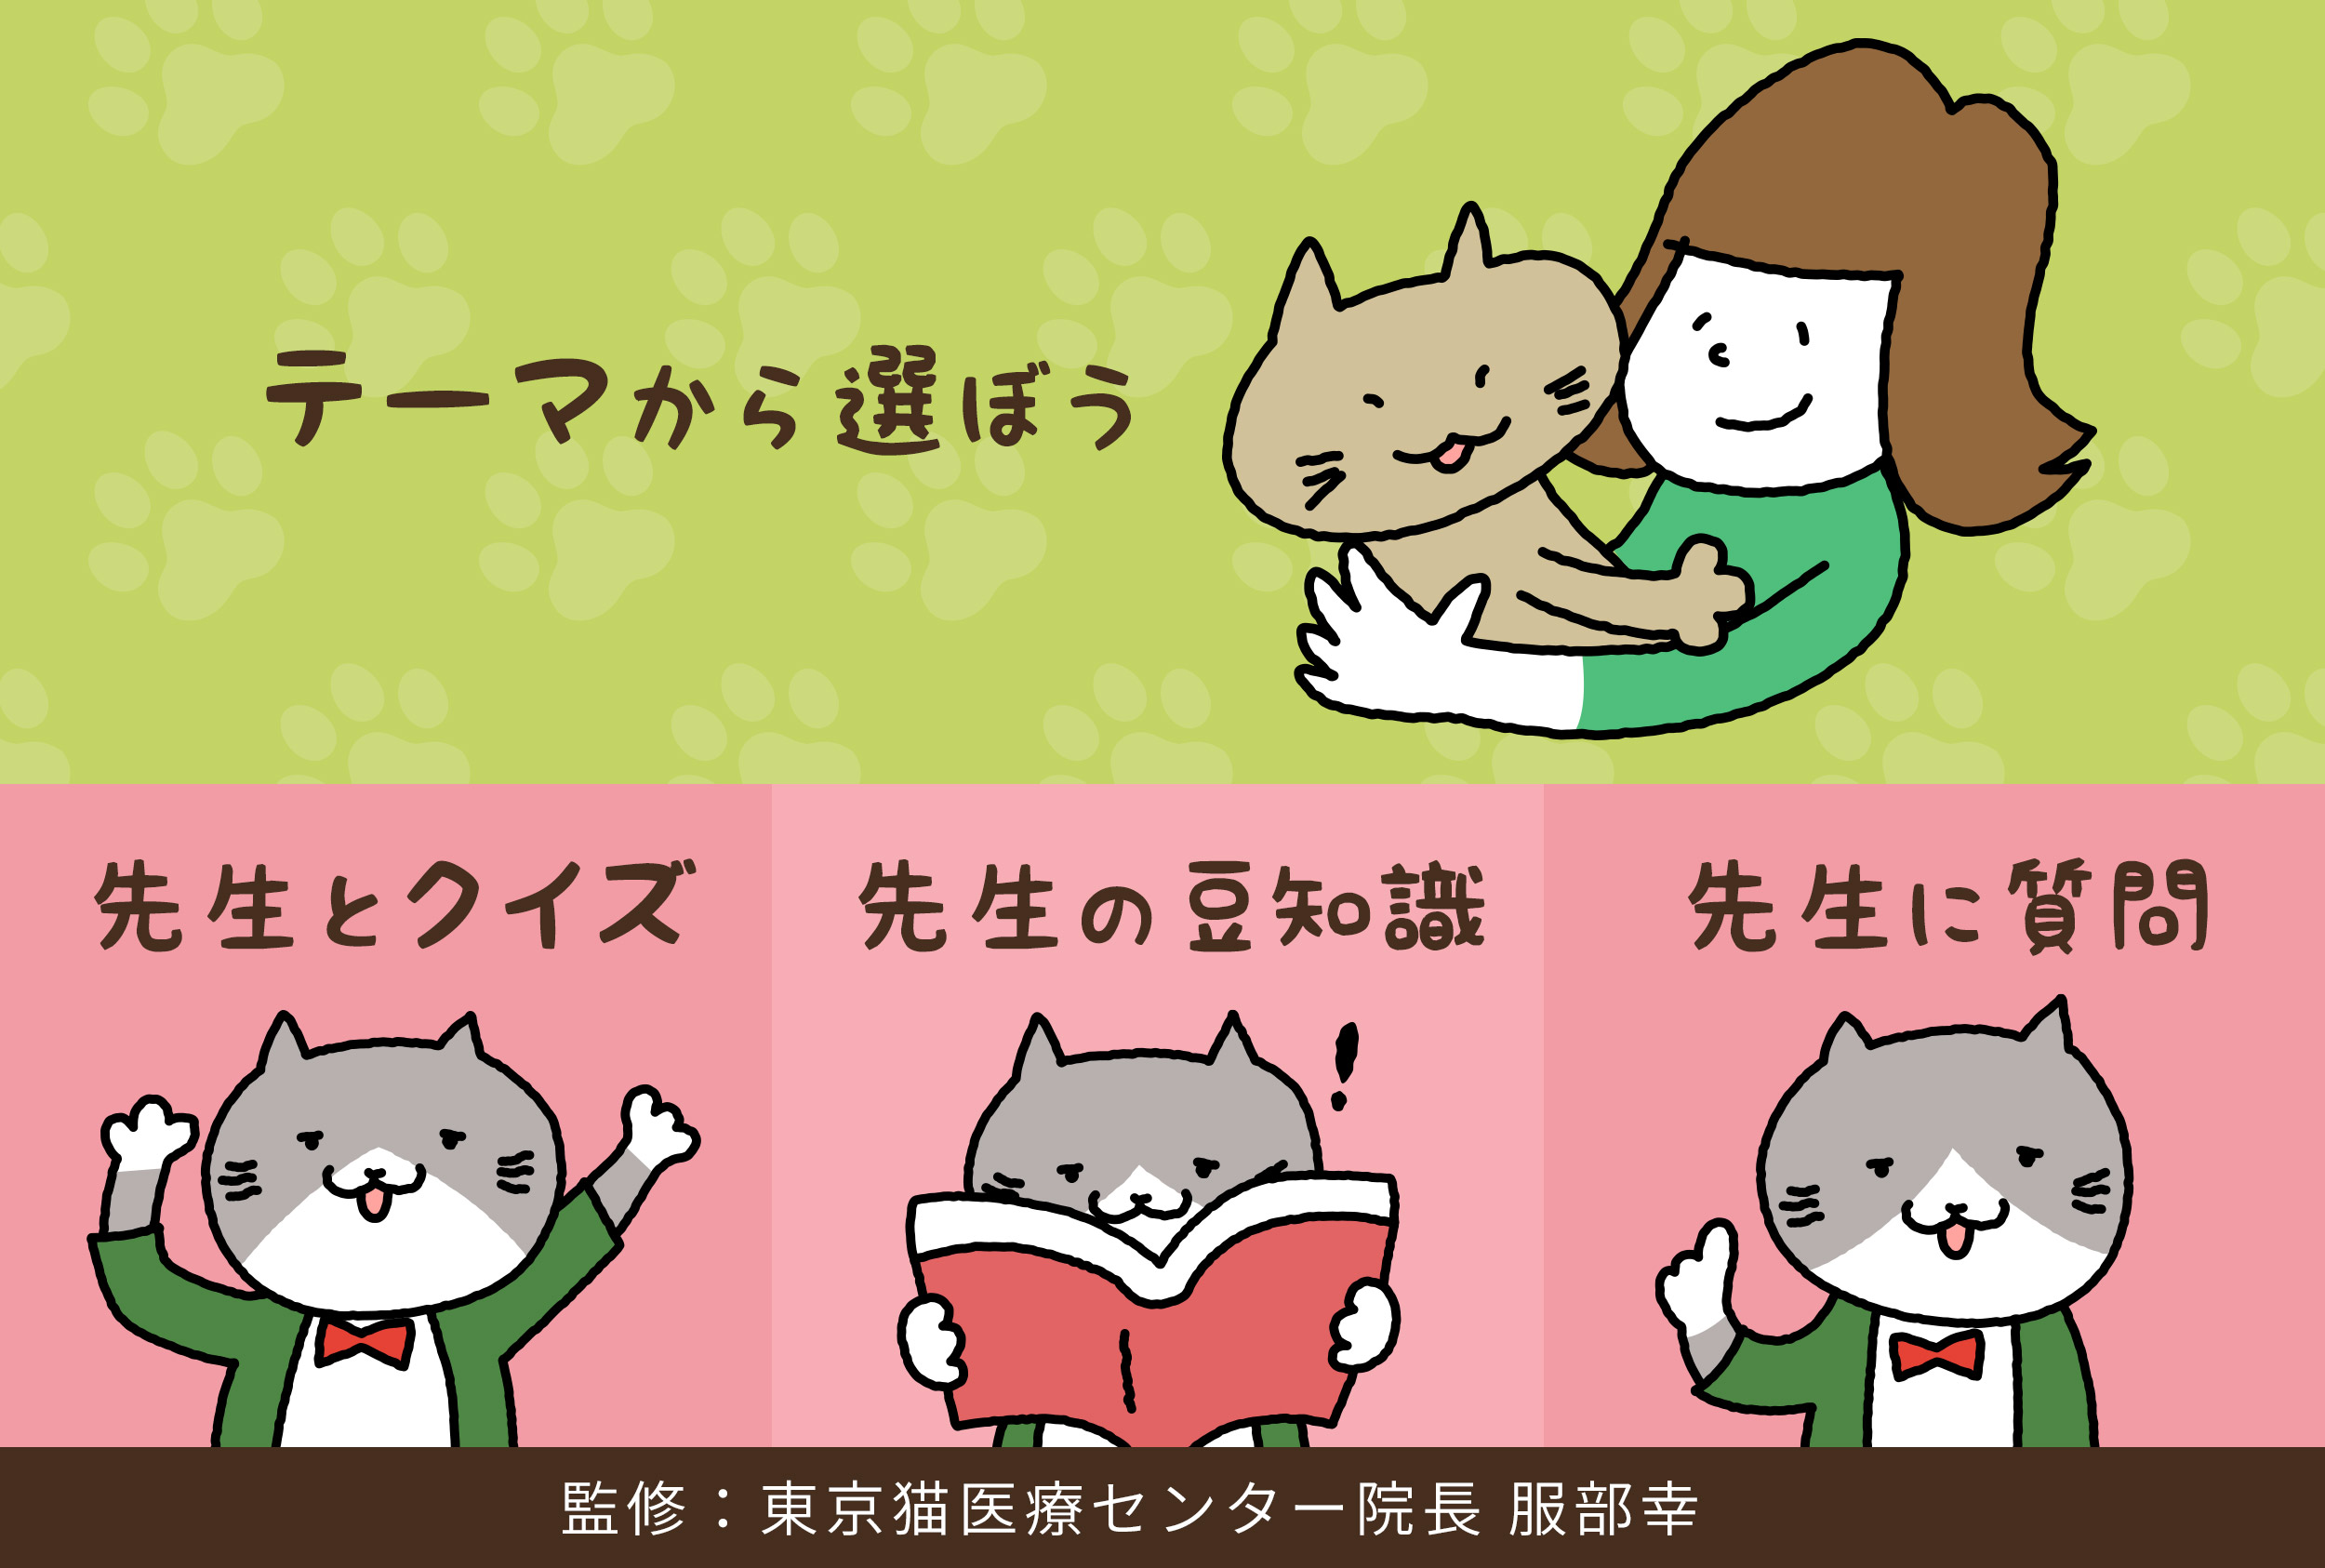 テーマから選ぼう
先生とクイズ
先生の豆知識
先生に質問
監修：東京猫医療センター院長 服部幸